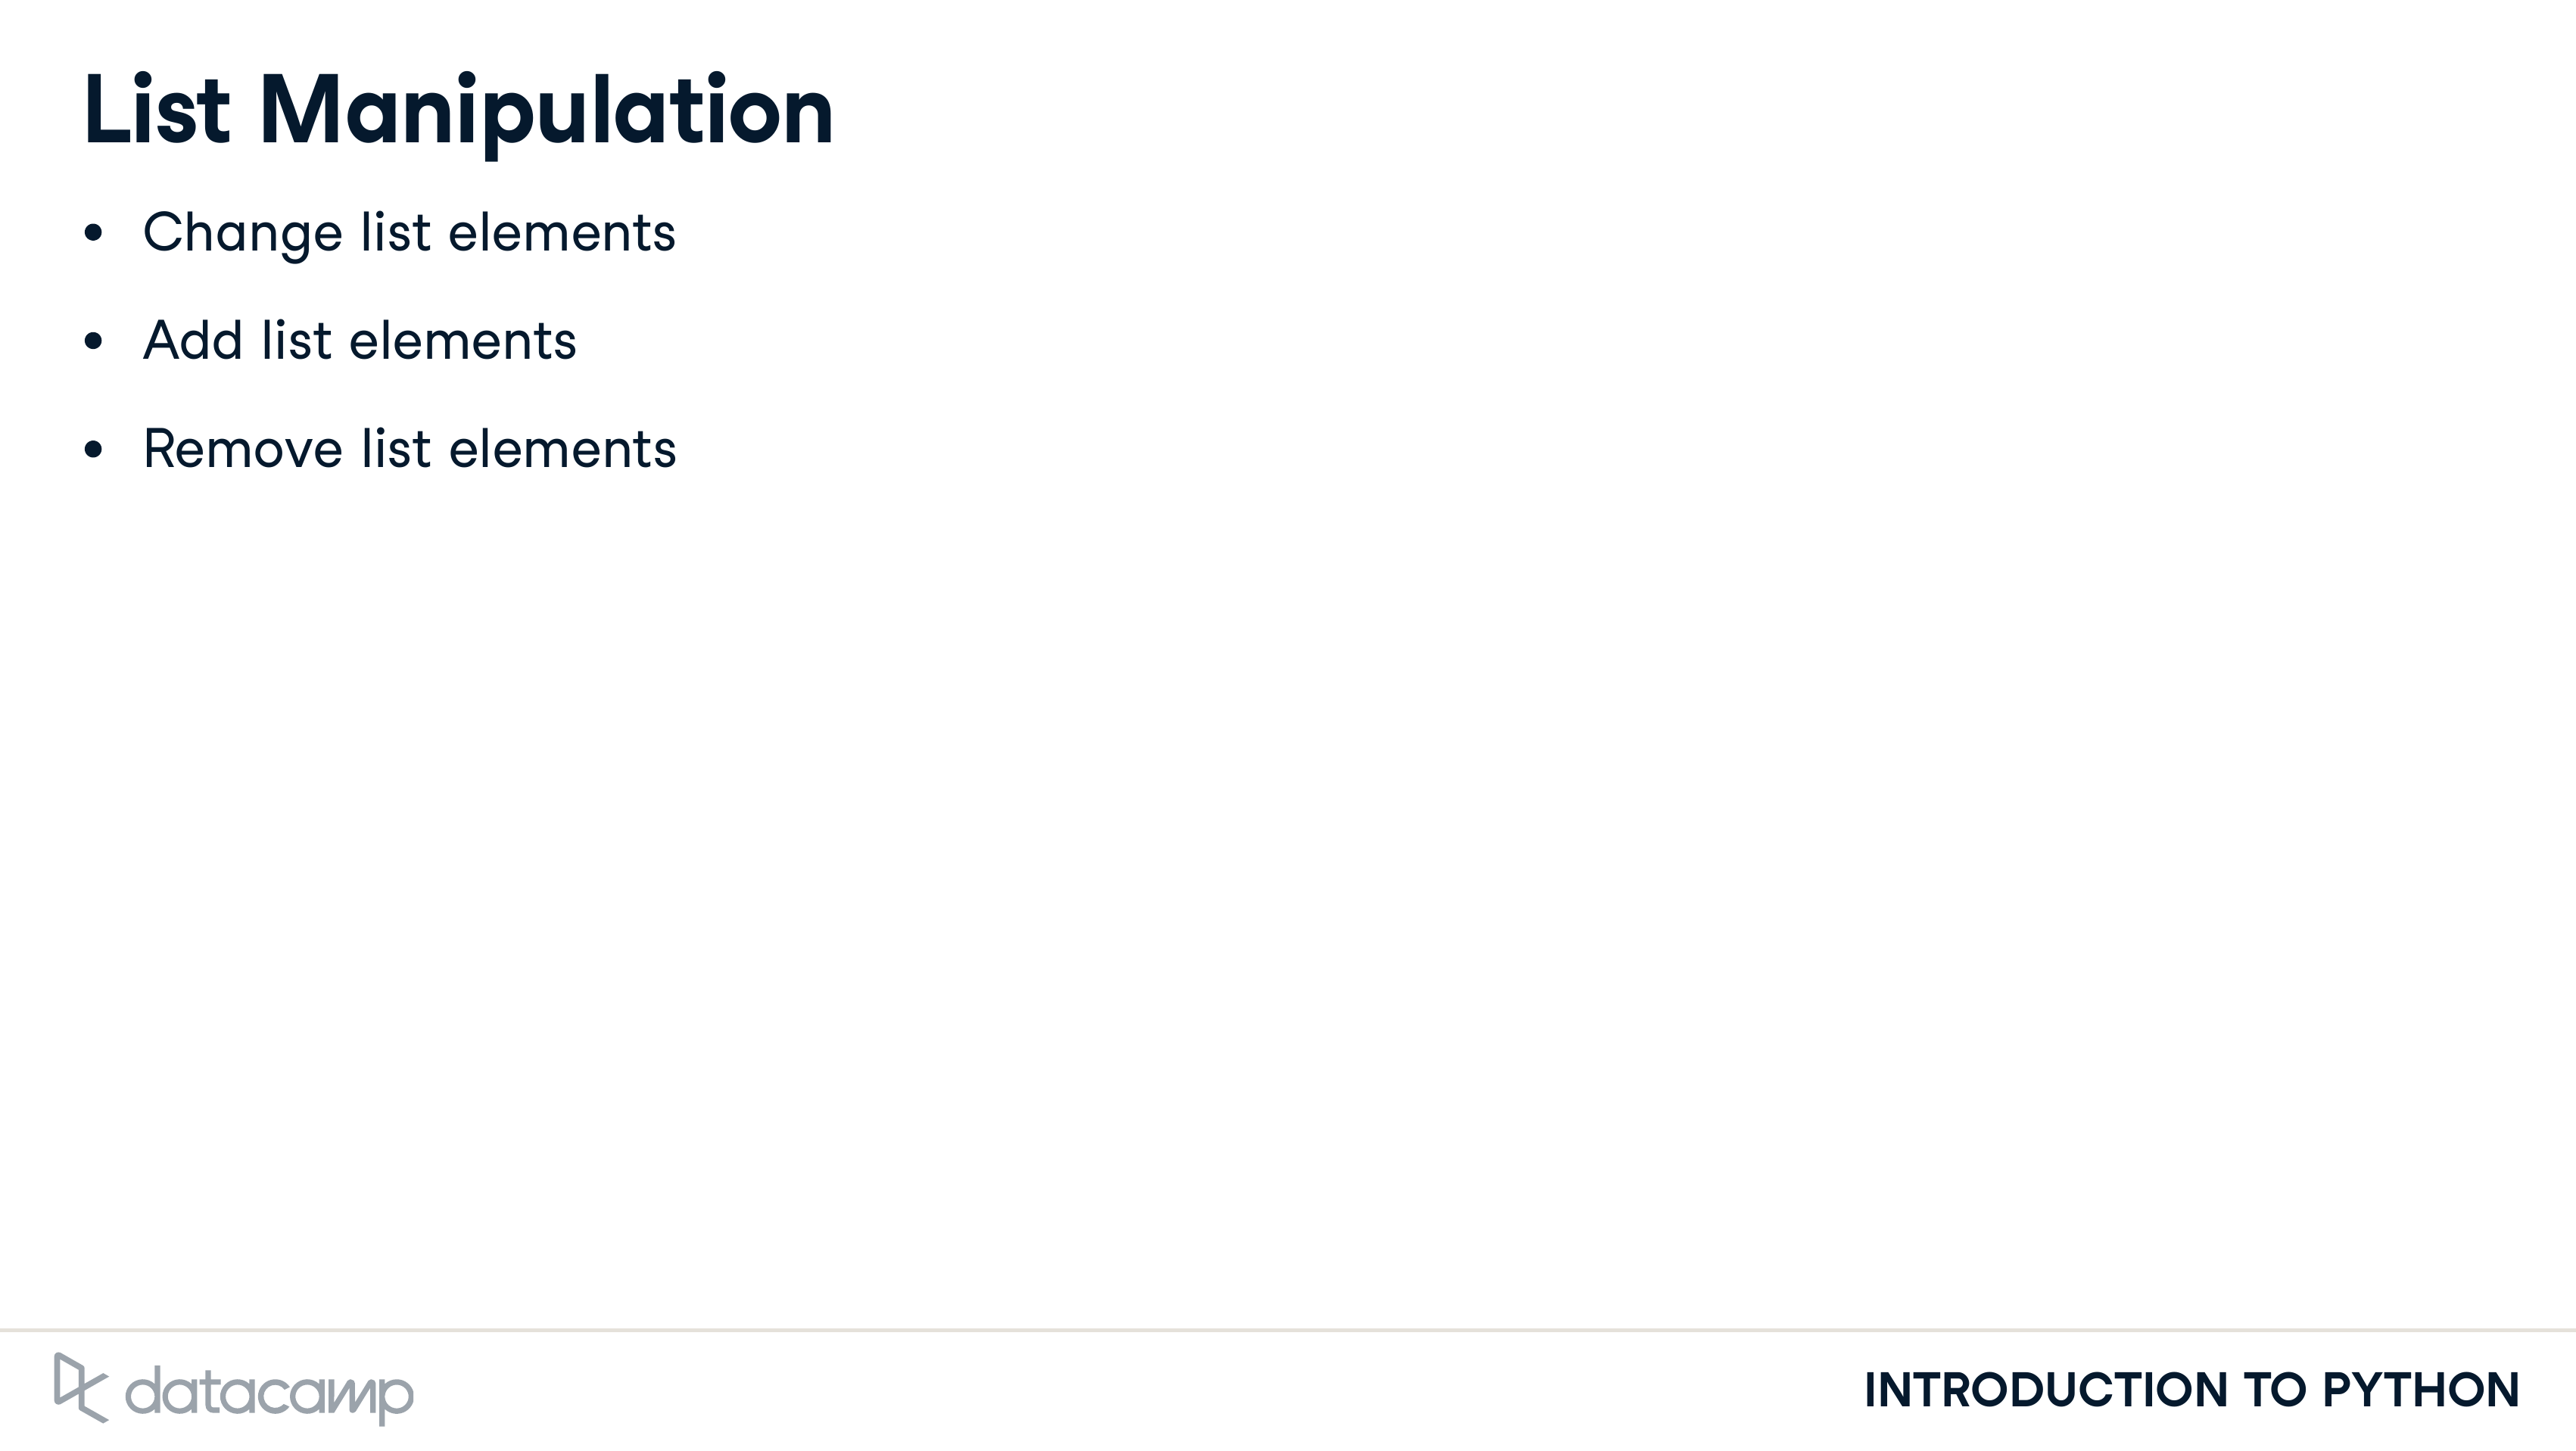 List Manipulation
• Change list elements
• Add list elements
• Remove list elements
datacamp
INTRODUCTION TO PYTHON